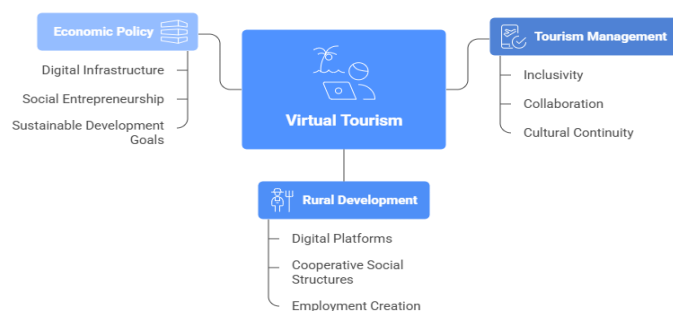 Economic Policy
Digital Infrastructure
Social Entrepreneurship
Sustainable Development
Goals
Virtual Tourism
Tourism Management
Inclusivity
Collaboration
Cultural Continuity
Rural Development
Digital Platforms
Cooperative Social
Structures
Employment Creation